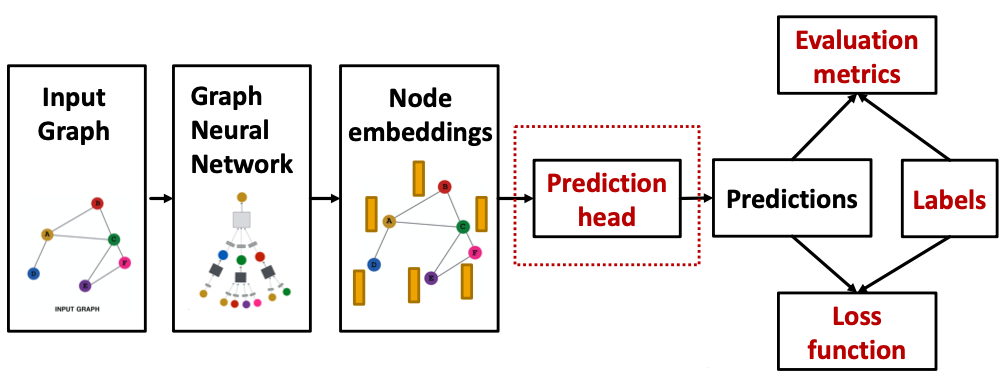 Input
Graph
B
A
C
F
D
E
INPUT GRAPH
Graph
Neural
Network
Node
embeddings
B
A
C
F
D
E
Prediction
head
Predictions
Evaluation
metrics
Labels
Loss
function